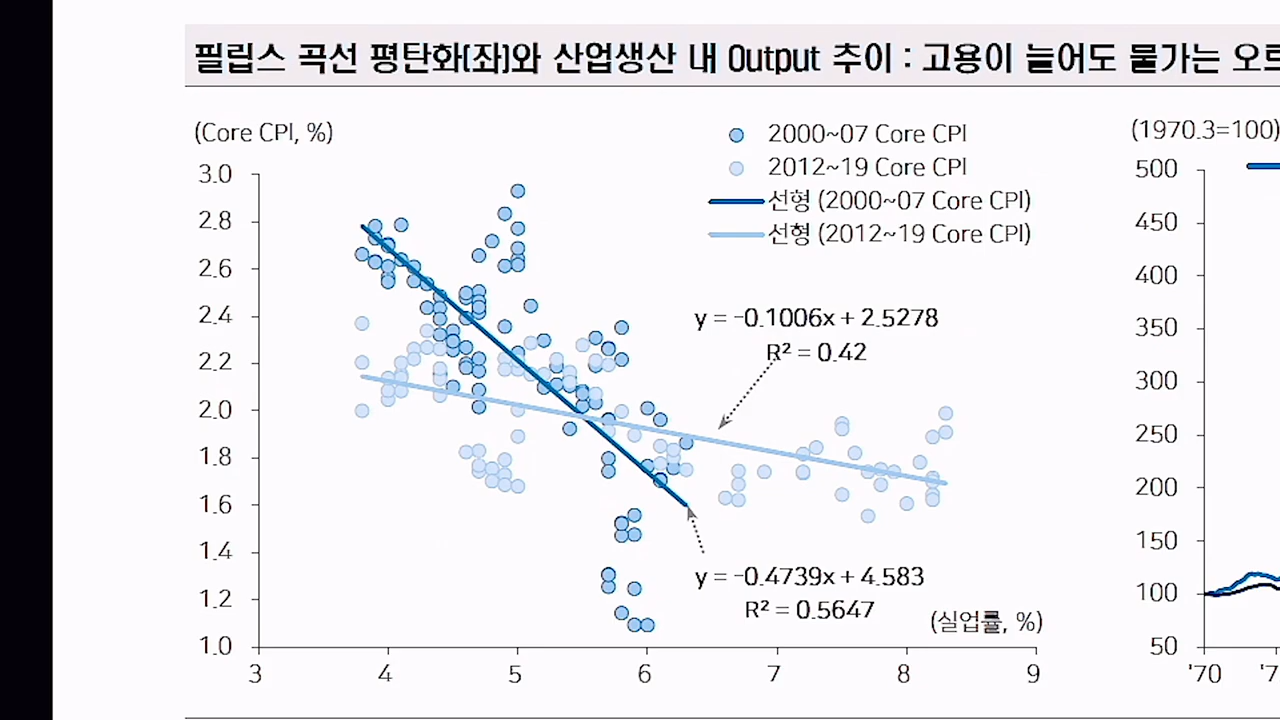 필립스 곡선 평탄화(좌)와 산업생산 내 Output 추이 : 고용이 늘어도 물가는
(Core CPI, %)
2000~07 Core CPI
2012~19 Core CPI
선형 (2000~07 Core CPI)
선형 (2012~19 Core CPI)
3.0
2.8
2.6
2.4
2.2
2.0
1.8
1.6
1.4
1.2
1.0
y = -0.1006x + 2.5278
R² = 0.42
y = -0.4739x + 4.583
R² = 0.5647
(실업률, %)
3 4 5 6 7 8 9
(1970.3=100)
500
450
400
350
300
250
200
150
100
50
'70